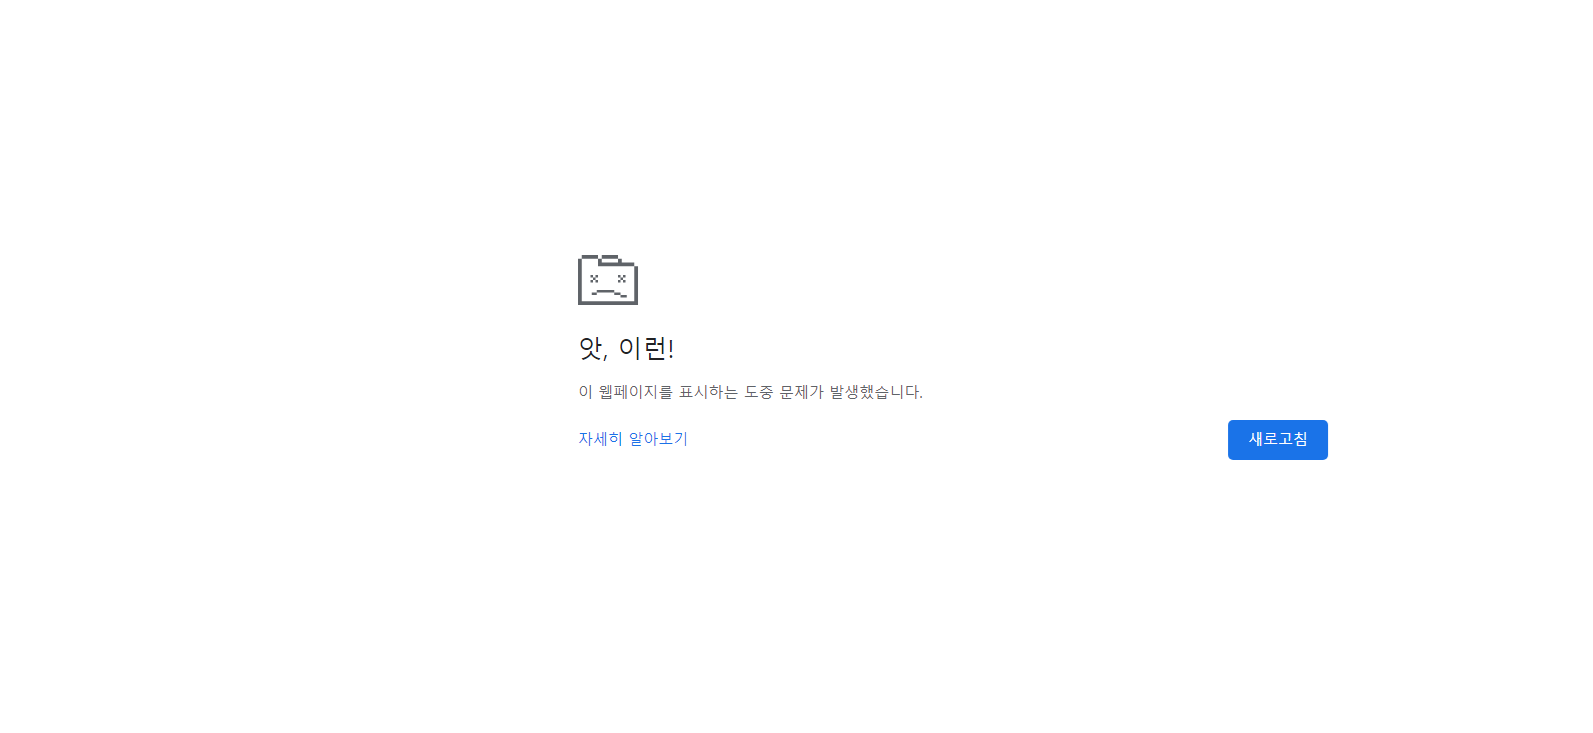 앗, 이런!
이 웹페이지를 표시하는 도중 문제가 발생했습니다.
자세히 알아보기
새로고침